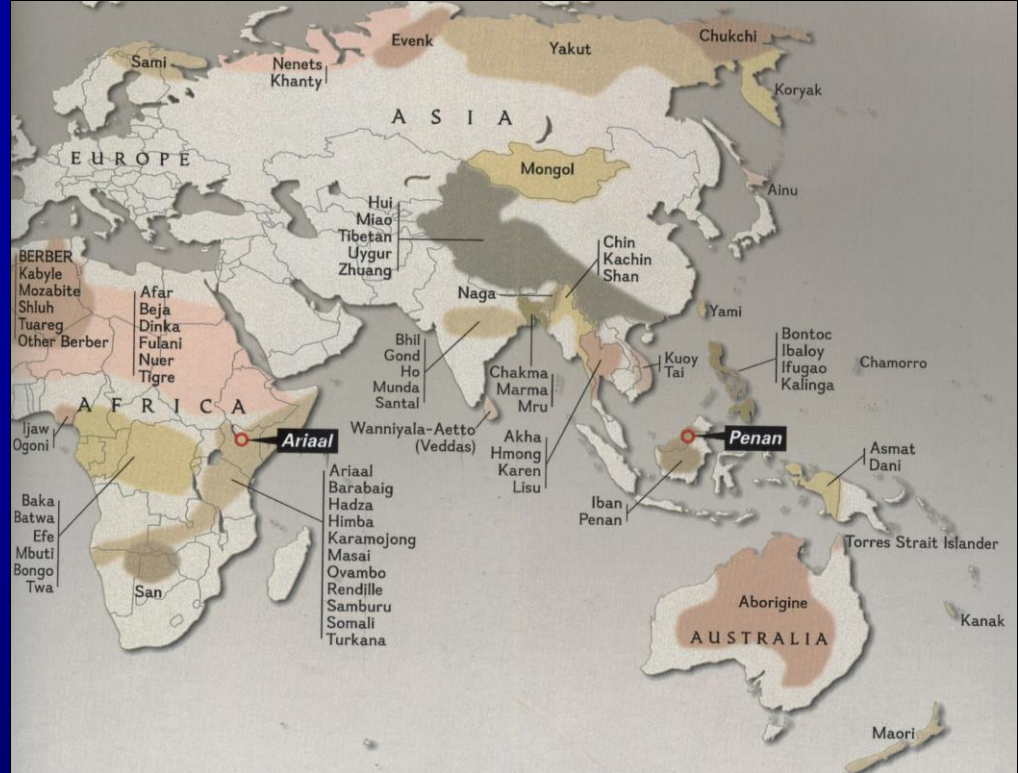 Evenk
Yakut
Chukchi
Sami
Nenets
Khanty
Koryak
ASIA
EUROPE
Mongol
Ainu
Hui
Miao
Tibetan
Uygur
Zhuang
Chin
Kachin
Shan
BERBER
Kabyle
Mozabite
Shluh
Tuareg
Other Berber
Afar
Beja
Dinka
Fulani
Nuer
Tigre
Naga
Yami
Bhil
Gond
Ho
Munda
Santal
Chakma
Marma
Mru
Kuoy
Tai
Bontoc
Ibaloy
Ifugao
Kalinga
Chamorro
AFRICA
Ijaw
Ogoni
Ariaal
Wanniyala-Aetto
(Veddas)
Akha
Hmong
Karen
Lisu
Penan
Asmat
Dani
Baka
Batwa
Efe
Mbuti
Bongo
Twa
Ariaal
Barabaig
Hadza
Himba
Karamojong
Masai
Ovambo
Rendille
Samburu
Somali
Turkana
Iban
Penan
San
Torres Strait Islander
Aborigine
AUSTRALIA
Kanak
Maori